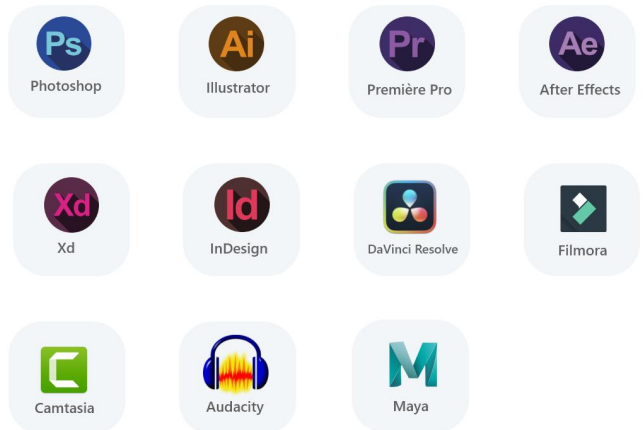 Ps
Photoshop
Ai
Illustrator
Pr
Première Pro
Ae
After Effects
Xd
Xd
Id
InDesign
DaVinci Resolve
Filmora
C
Camtasia
Audacity
M
Maya